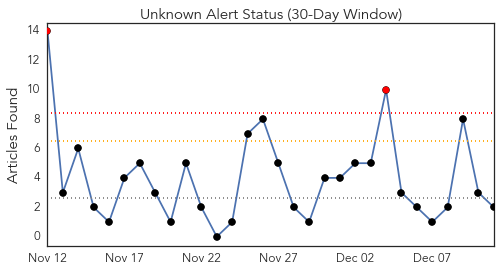 Unknown Alert Status (30-Day Window)
Articles Found
14
12
10
8
6
4
2
0
Nov 12 Nov 17 Nov 22 Nov 27 Dec 02 Dec 07